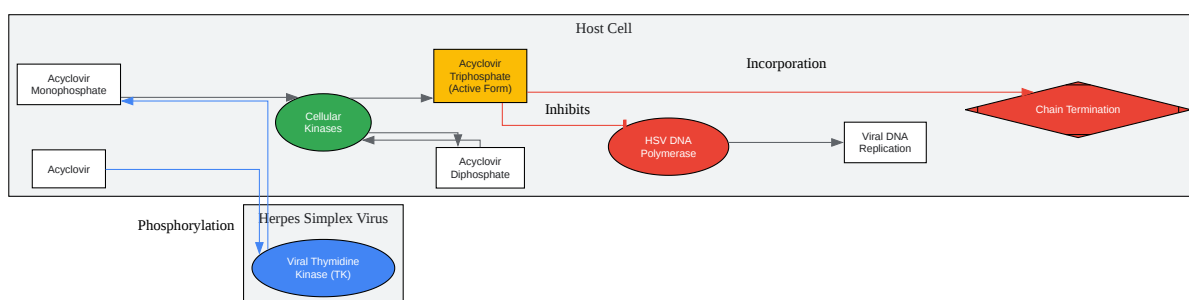 Host Cell
Acyclovir
Monophosphate
Acyclovir
Triphosphate
(Active Form)
Incorporation
Cellular
Kinases
Inhibits
Chain Termination
HSV DNA
Polymerase
Viral DNA
Replication
Acyclovir
Acyclovir
Diphosphate
Phosphorylation
Herpes Simplex Virus
Viral Thymidine
Kinase (TK)